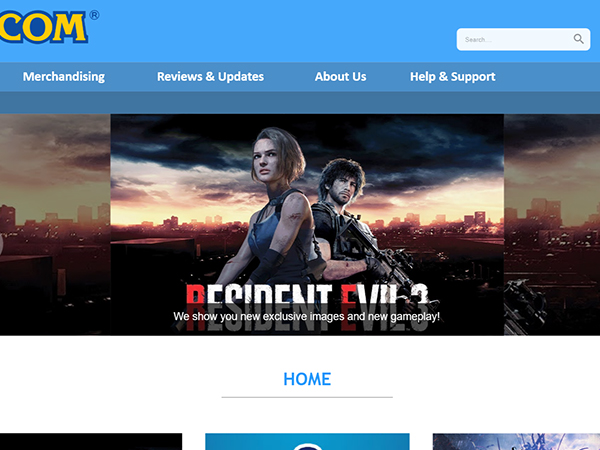 COM®
Search...
Merchandising Reviews & Updates About Us Help & Support
RESIDENT EVIL 3
We show you new exclusive images and new gameplay!
HOME